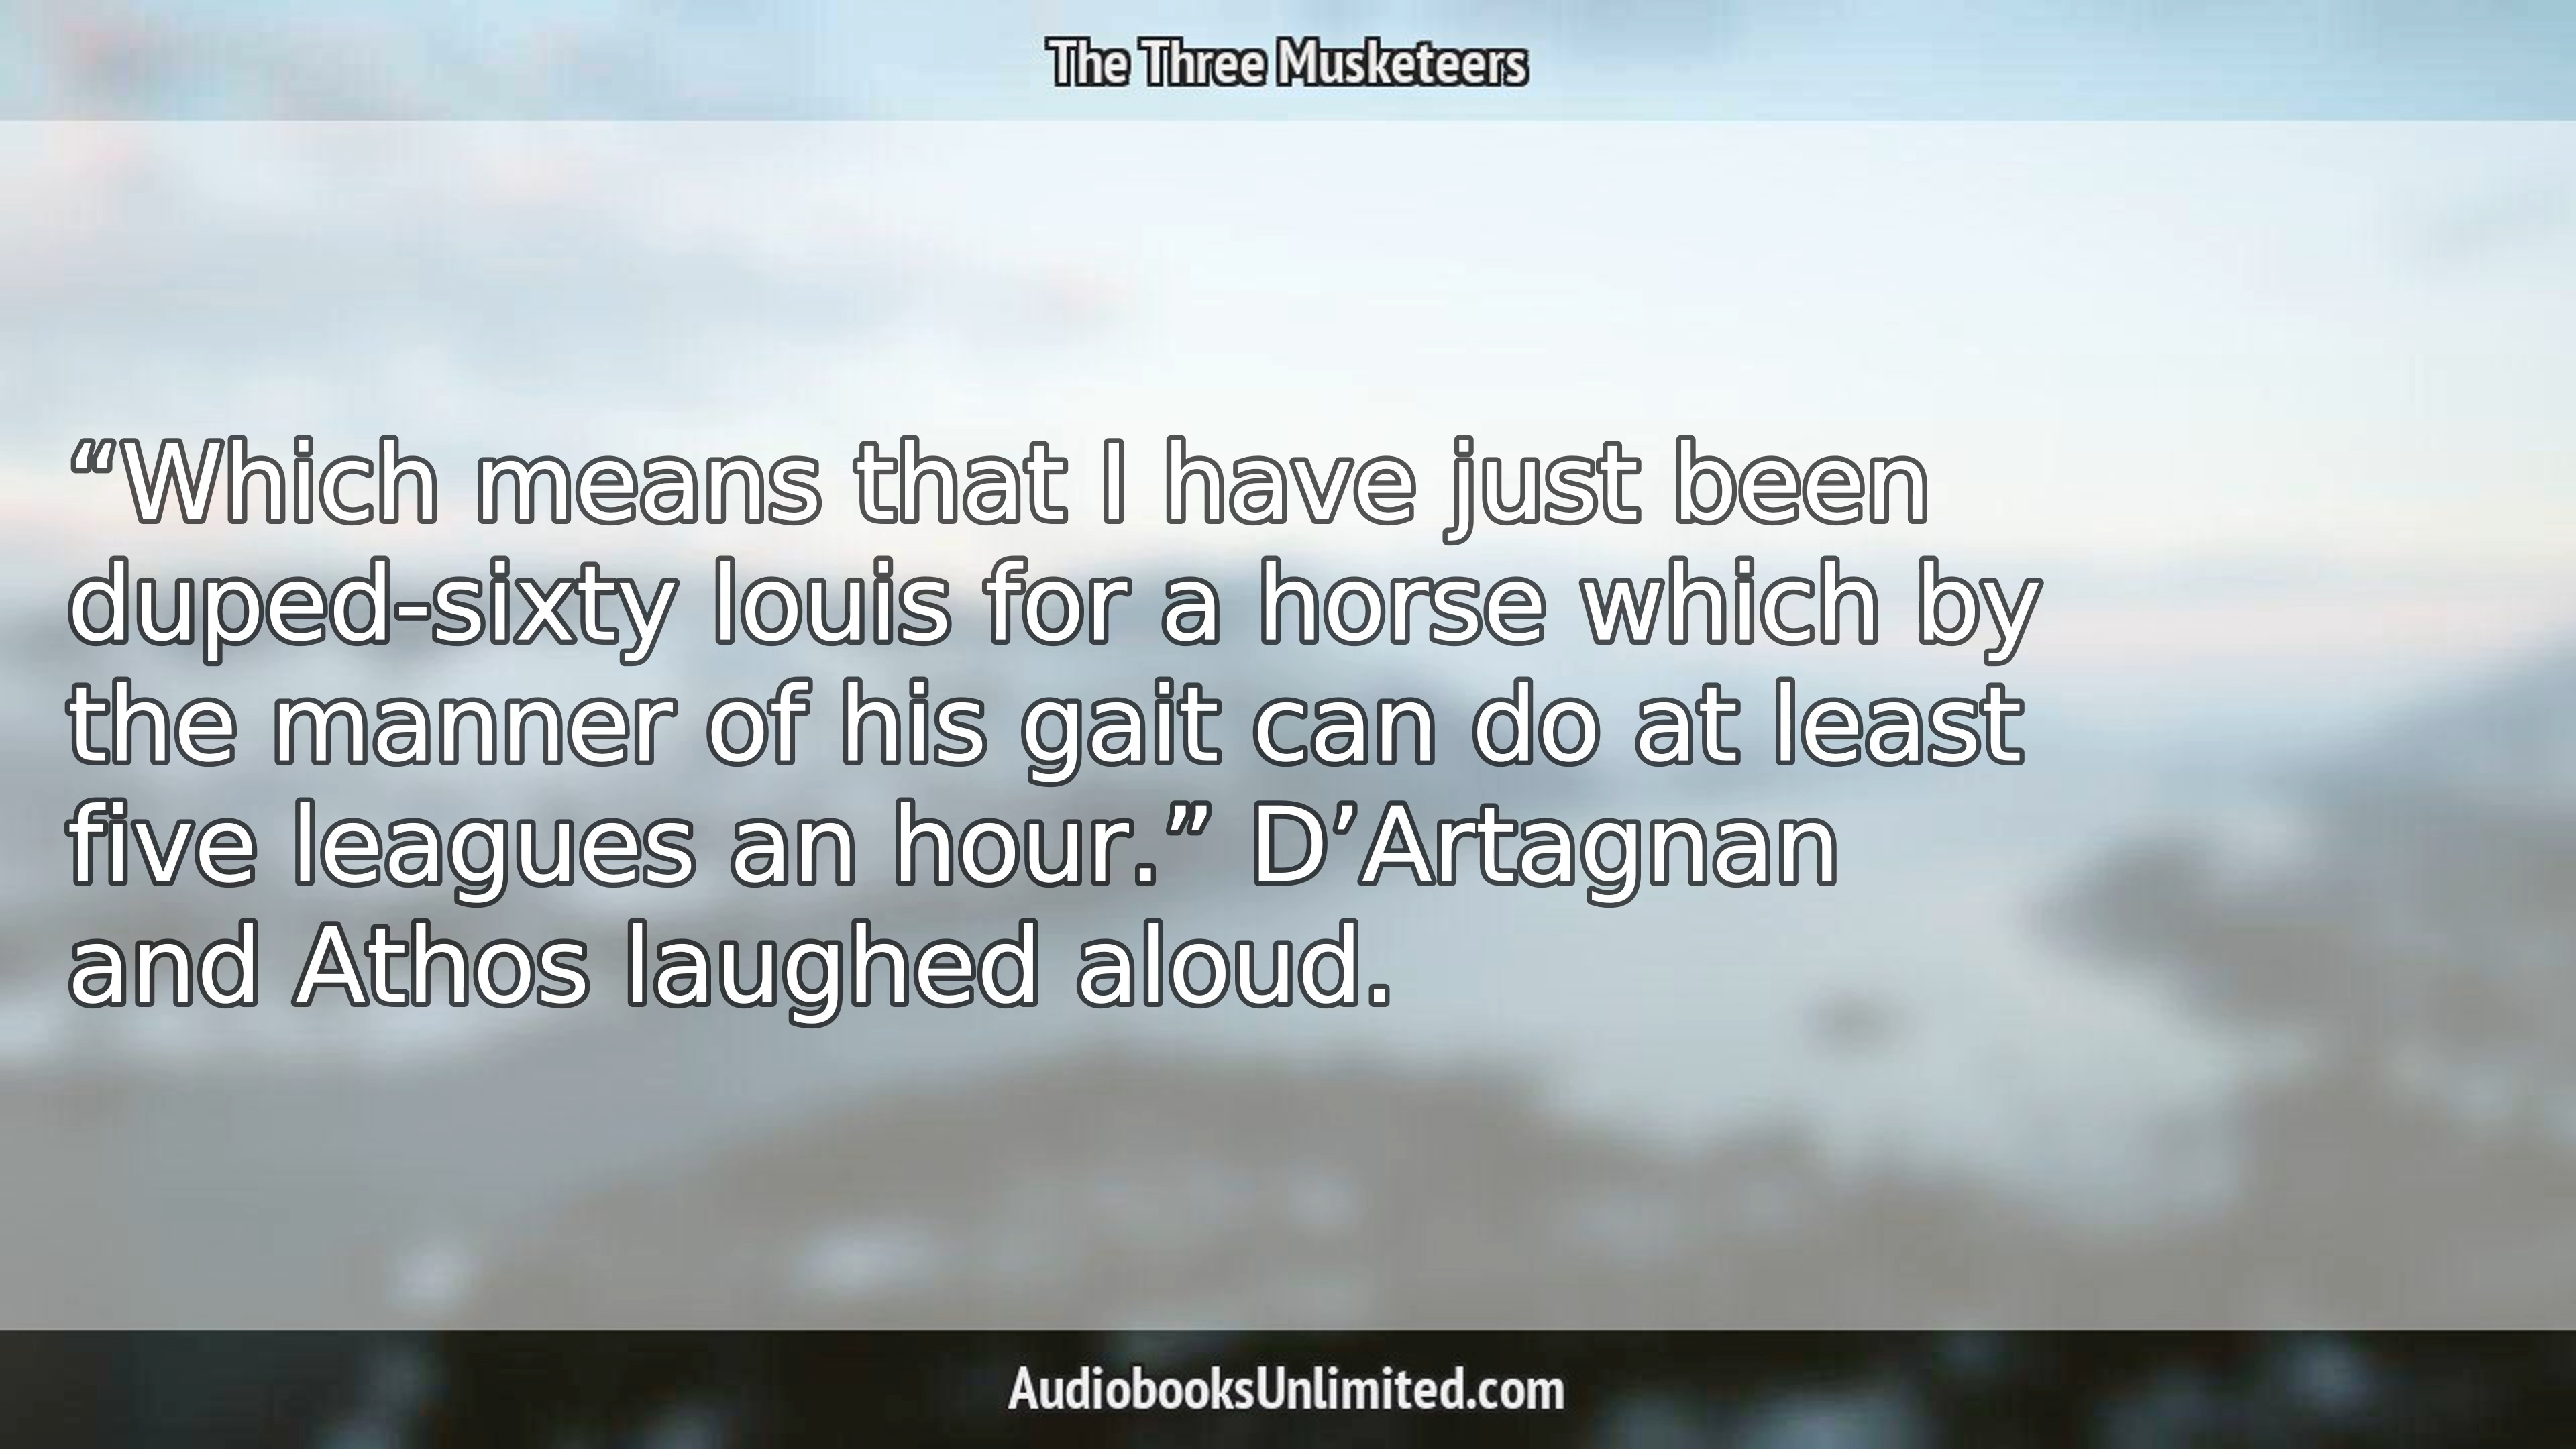 The Three Musketeers
“Which means that I have just been
duped-sixty louis for a horse which by
the manner of his gait can do at least
five leagues an hour.” D’Artagnan
and Athos laughed aloud.
AudiobooksUnlimited.com